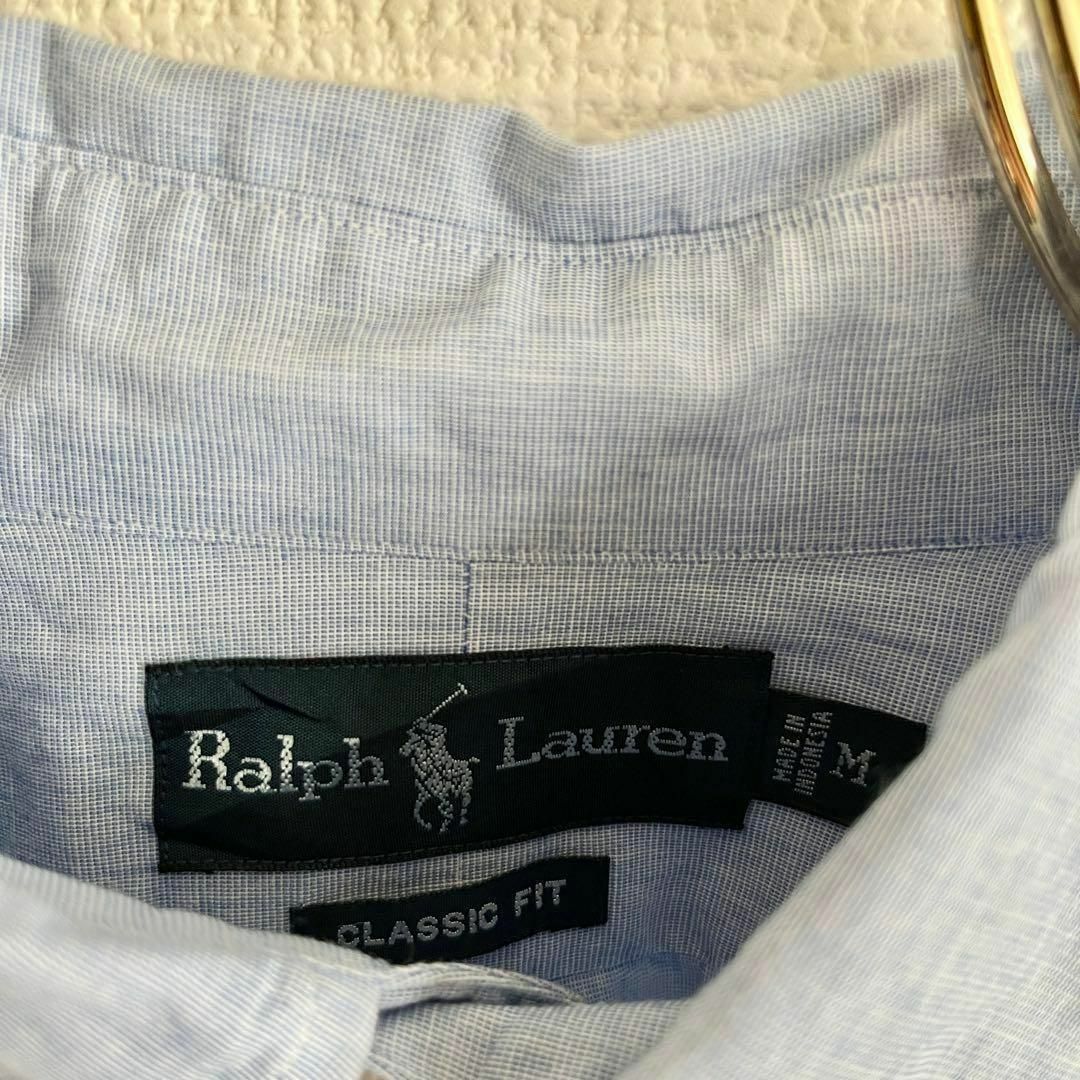 Ralph Lauren
MADE IN
INDONESIA
M
CLASSIC FIT